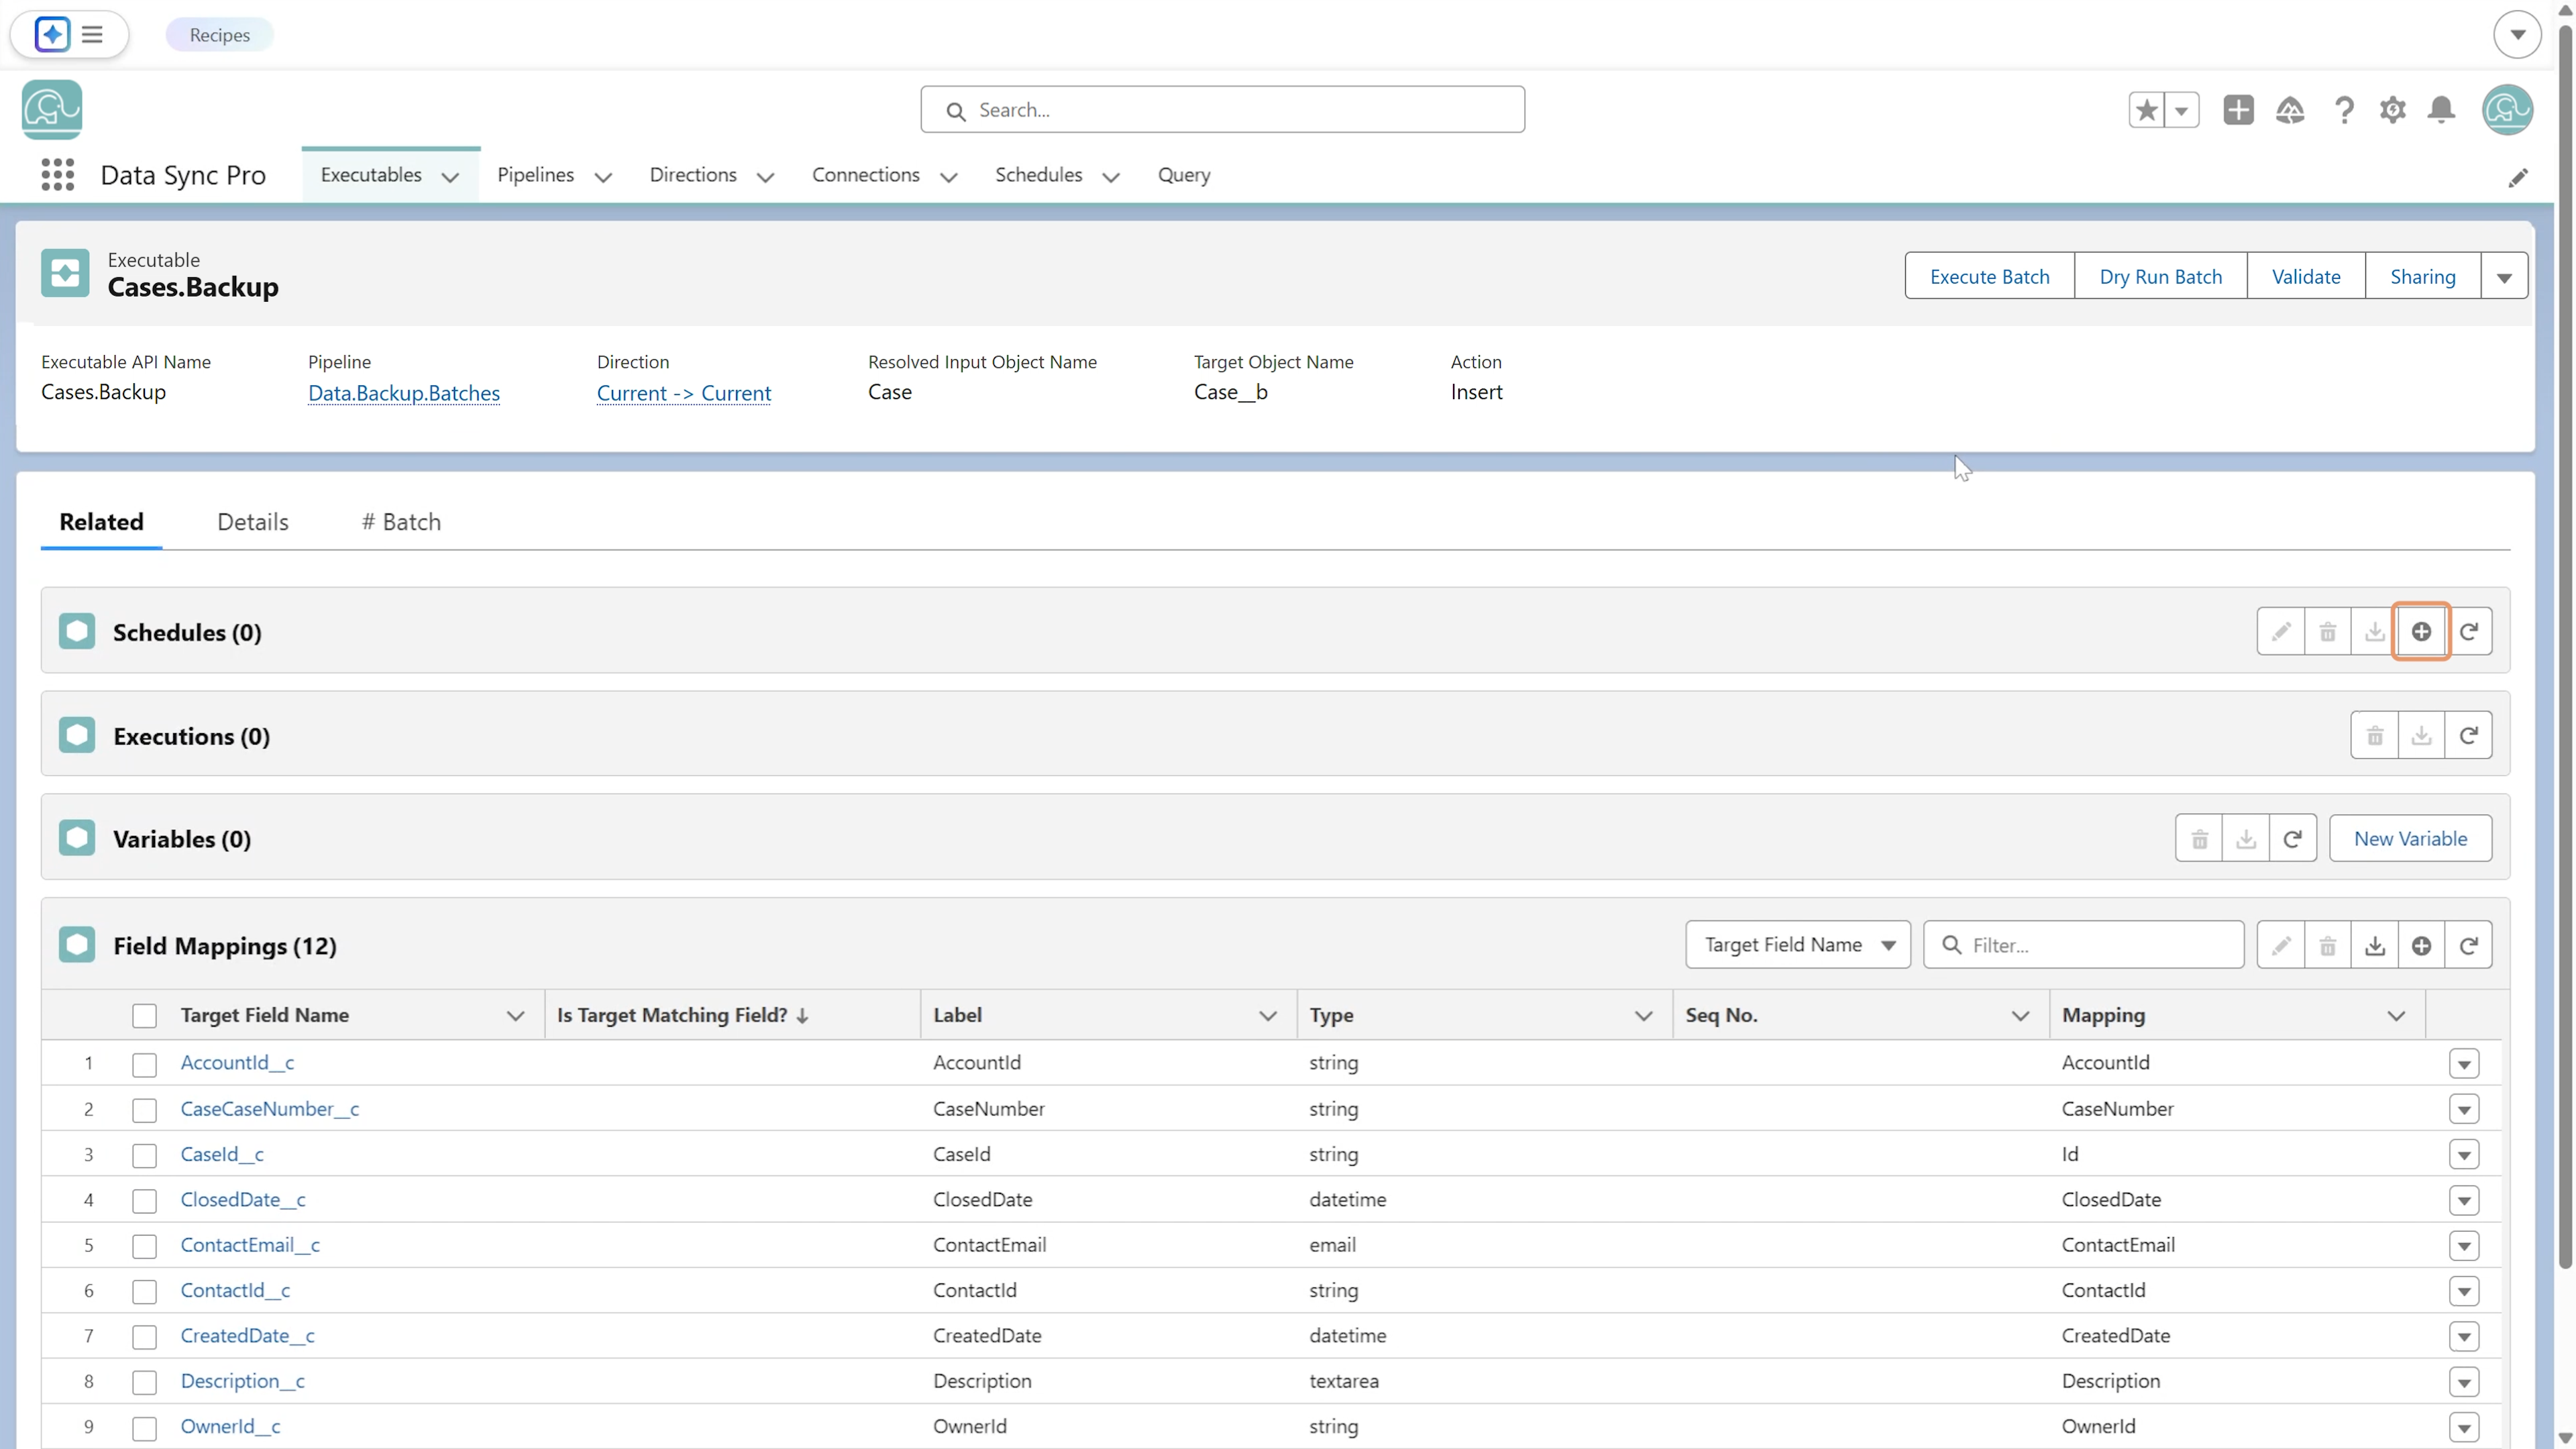 Recipes
Search...
Data Sync Pro Executables Pipelines Directions Connections Schedules Query
Executable
Cases.Backup
Execute Batch Dry Run Batch Validate Sharing
Executable API Name Pipeline Direction Resolved Input Object Name Target Object Name Action
Cases.Backup Data.Backup.Batches Current -> Current Case Case__b Insert
Related Details # Batch
Schedules (0)
Executions (0)
Variables (0) New Variable
Field Mappings (12) Target Field Name Filter...
Target Field Name Is Target Matching Field? Label Type Seq No. Mapping
1 AccountId__c AccountId string AccountId
2 CaseCaseNumber__c CaseNumber string CaseNumber
3 CaseId__c CaseId string Id
4 ClosedDate__c ClosedDate datetime ClosedDate
5 ContactEmail__c ContactEmail email ContactEmail
6 ContactId__c ContactId string ContactId
7 CreatedDate__c CreatedDate datetime CreatedDate
8 Description__c Description textarea Description
9 OwnerId__c OwnerId string OwnerId